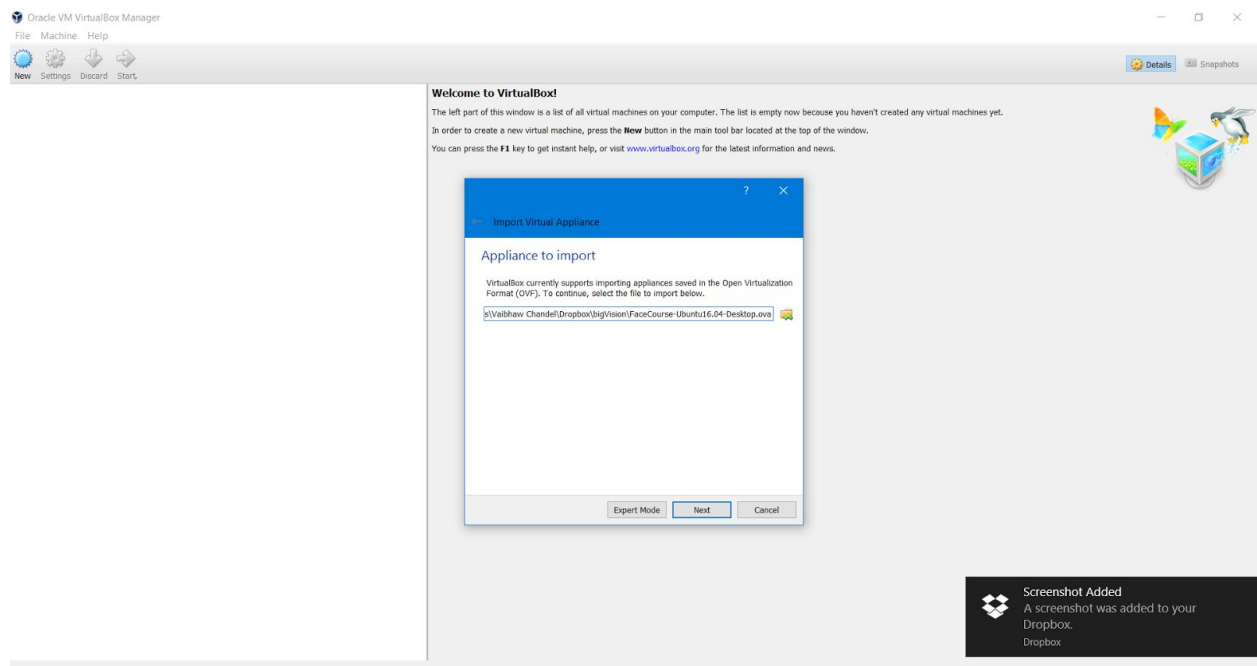 Oracle VM VirtualBox Manager
File Machine Help
New Settings Discard Start
Details Snapshots
Welcome to VirtualBox!
The left part of this window is a list of all virtual machines on your computer. The list is empty now because you haven't created any virtual machines yet.
In order to create a new virtual machine, press the New button in the main tool bar located at the top of the window.
You can press the F1 key to get instant help, or visit www.virtualbox.org for the latest information and news.
?
Import Virtual Appliance
Appliance to import
VirtualBox currently supports importing appliances saved in the Open Virtualization
Format (OVF). To continue, select the file to import below.
s\Vaibhaw Chandel\Dropbox\bigVision\FaceCourse-Ubuntu16.04-Desktop.ova
Expert Mode Next Cancel
Screenshot Added
A screenshot was added to your
Dropbox.
Dropbox